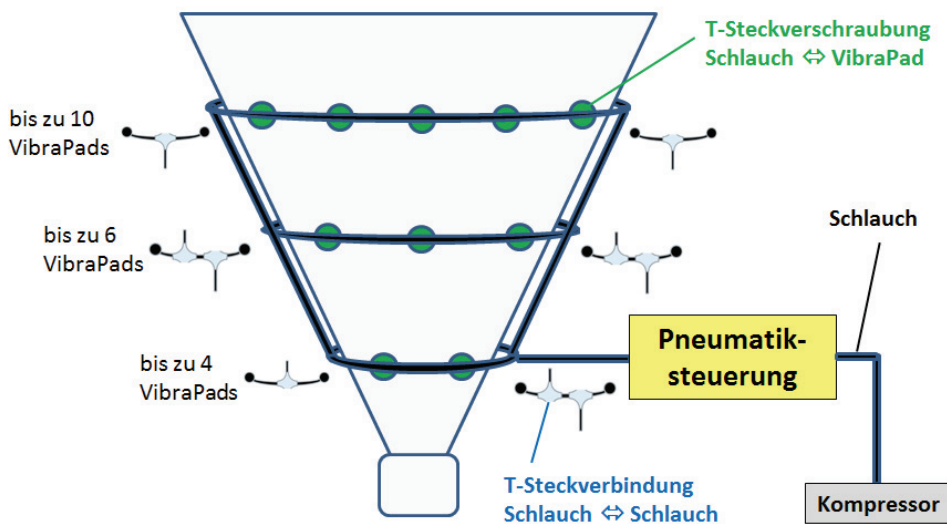 T-Steckverschraubung
Schlauch ⇔ VibraPad
bis zu 10
VibraPads
bis zu 6
VibraPads
Schlauch
Pneumatik-
steuerung
bis zu 4
VibraPads
T-Steckverbindung
Schlauch ⇔ Schlauch
Kompressor